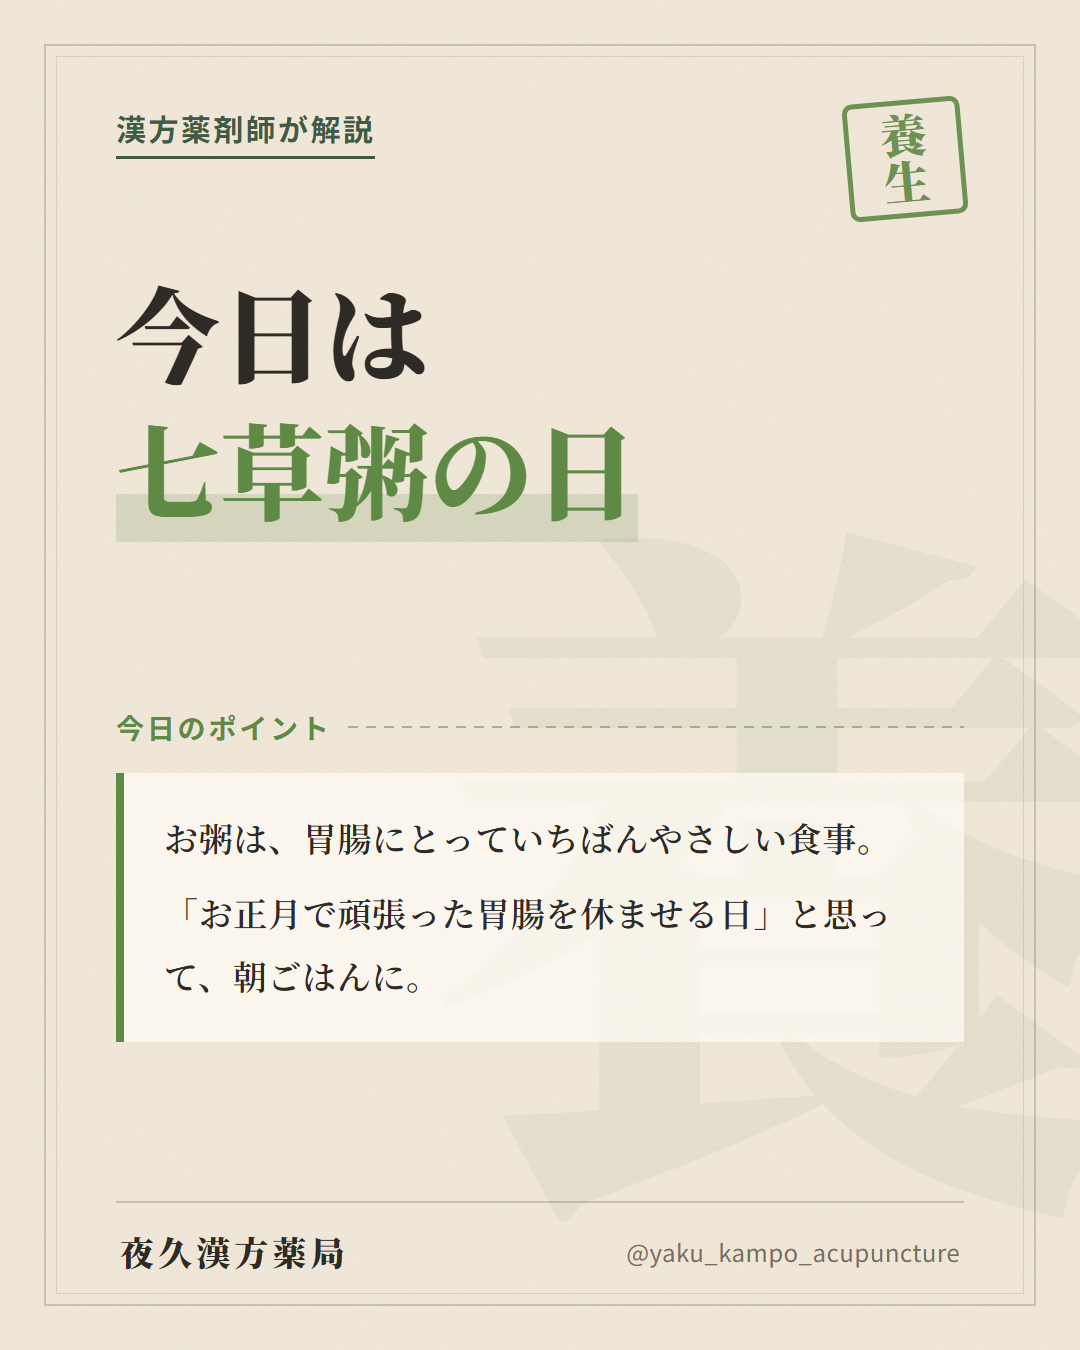 漢方薬剤師が解説
養生
今日は
七草粥の日
今日のポイント
お粥は、胃腸にとっていちばんやさしい食事。
「お正月で頑張った胃腸を休ませる日」と思っ
て、朝ごはんに。
養
夜久漢方薬局
@yaku_kampo_acupuncture